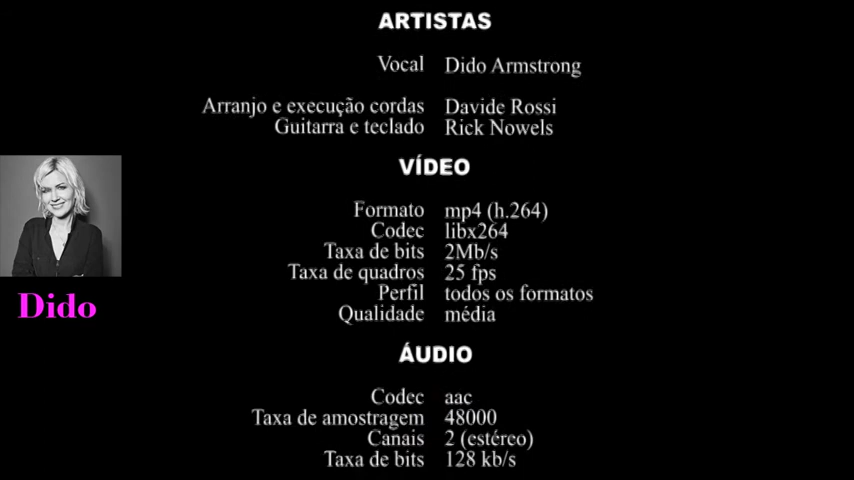 ARTISTAS
Vocal Dido Armstrong
Arranjo e execução cordas Davide Rossi
Guitarra e teclado Rick Nowels
VÍDEO
Formato mp4 (h.264)
Codec libx264
Taxa de bits 2Mb/s
Taxa de quadros 25 fps
Perfil todos os formatos
Qualidade média
Dido
ÁUDIO
Codec aac
Taxa de amostragem 48000
Canais 2 (estéreo)
Taxa de bits 128 kb/s